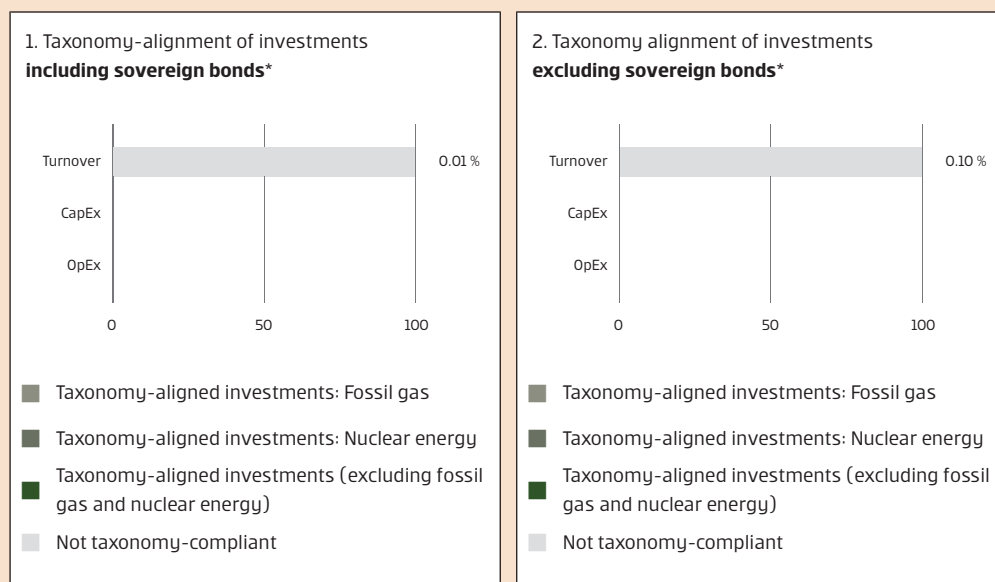 1. Taxonomy-alignment of investments
including sovereign bonds*
Turnover
0.01 %
CapEx
OpEx
0 50 100
Taxonomy-aligned investments: Fossil gas
Taxonomy-aligned investments: Nuclear energy
Taxonomy-aligned investments (excluding fossil
gas and nuclear energy)
Not taxonomy-compliant
2. Taxonomy alignment of investments
excluding sovereign bonds*
Turnover
0.10 %
CapEx
OpEx
0 50 100
Taxonomy-aligned investments: Fossil gas
Taxonomy-aligned investments: Nuclear energy
Taxonomy-aligned investments (excluding fossil
gas and nuclear energy)
Not taxonomy-compliant